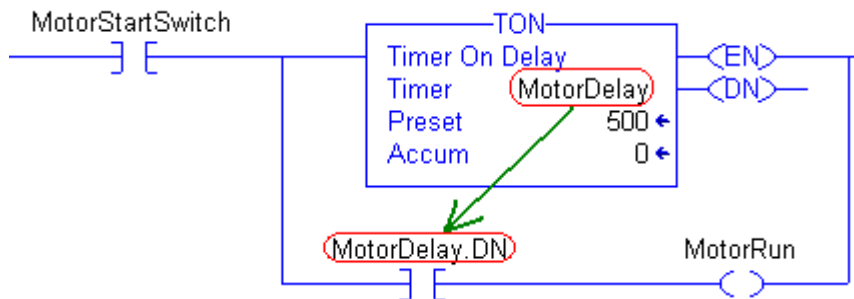 MotorStartSwitch
TON
Timer On Delay
EN
Timer MotorDelay
DN
Preset 500
Accum 0
MotorDelay.DN
MotorRun